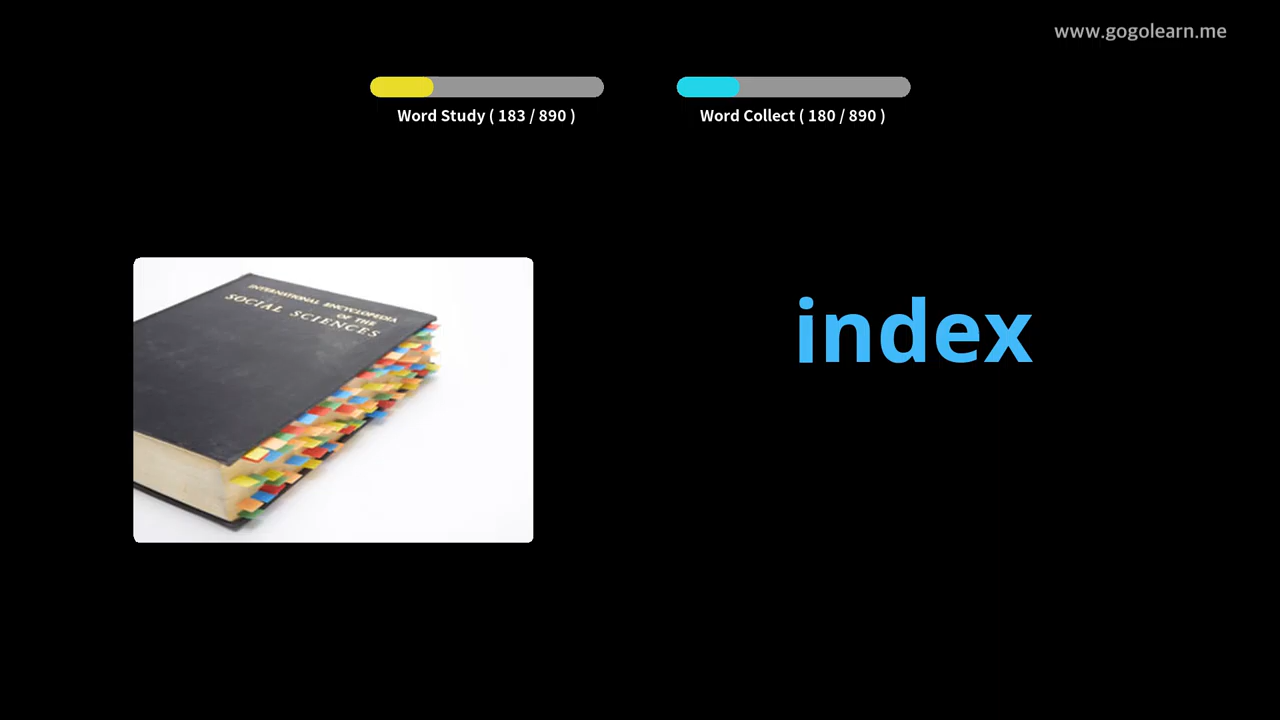 www.gogolearn.me
Word Study ( 183 / 890 )
Word Collect ( 180 / 890 )
INTERNATIONAL ENCYCLOPEDIA
OF THE
SOCIAL SCIENCES
index